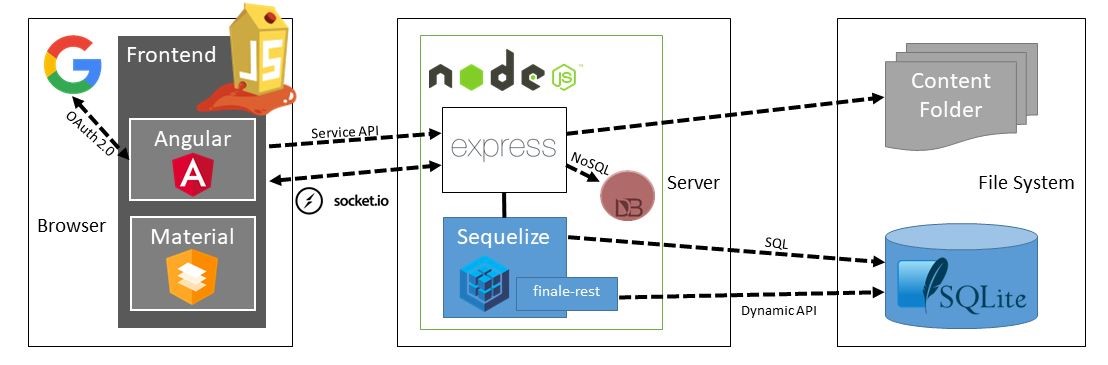 Frontend
JS
OAuth 2.0
Angular
A
Material
Browser
Service API
socket.io
node
JS
express
NoSQL
DB
Server
Sequelize
finale-rest
SQL
Dynamic API
Content
Folder
File System
SQLite